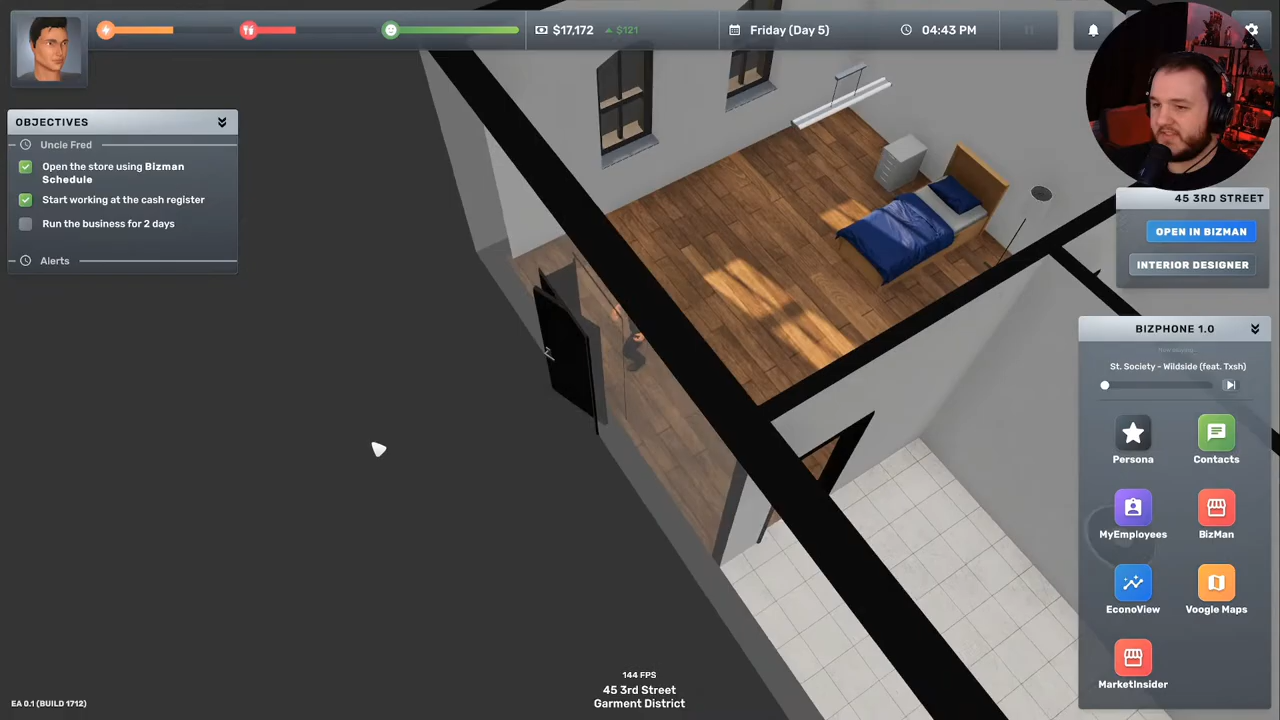 $17,172 ▲ $121
Friday (Day 5)
04:43 PM
OBJECTIVES
Uncle Fred
Open the store using Bizman
Schedule
Start working at the cash register
Run the business for 2 days
Alerts
45 3RD STREET
OPEN IN BIZMAN
INTERIOR DESIGNER
BIZPHONE 1.0
St. Society - Wildside (feat. Txsh)
Persona
Contacts
MyEmployees
BizMan
EconoView
Voogle Maps
MarketInsider
144 FPS
45 3rd Street
Garment District
EA 0.1 (BUILD 1712)